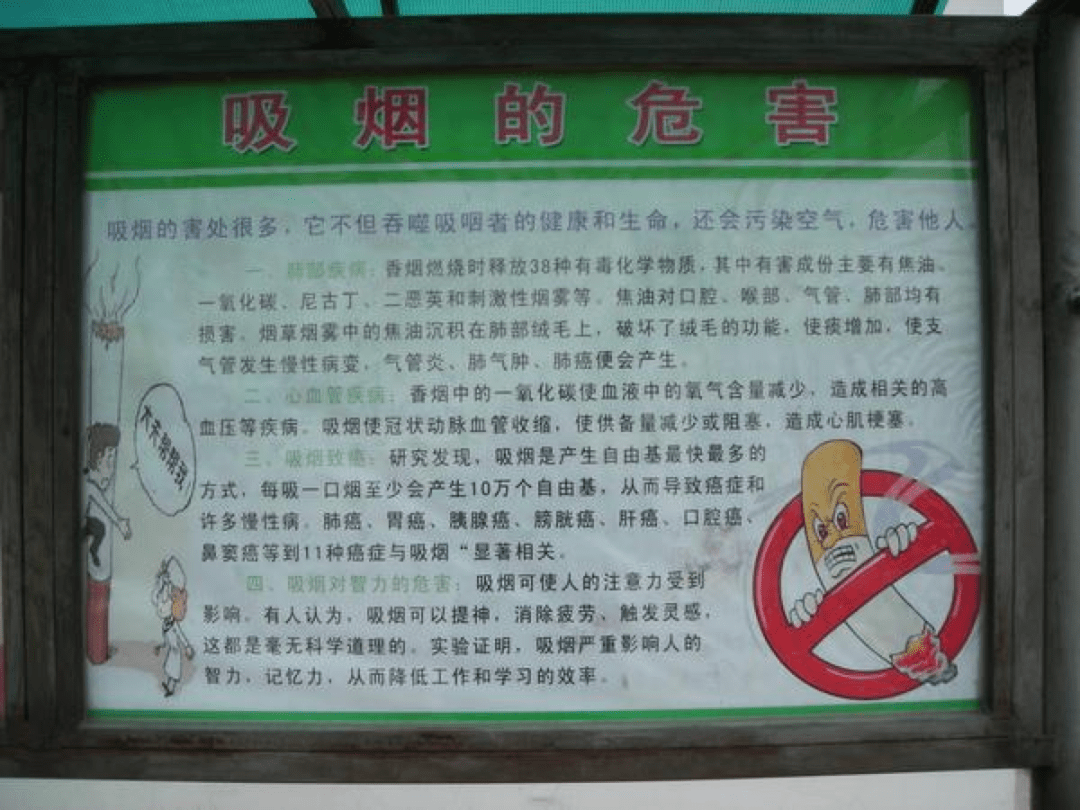 吸烟的危害
吸烟的害处很多，它不但吞噬吸咽者的健康和生命，还会污染空气，危害他人。
一、肺部疾病：香烟燃烧时释放38种有毒化学物质，其中有害成份主要有焦油、
一氧化碳、尼古丁、二恶英和刺激性烟雾等。焦油对口腔、喉部、气管、肺部均有
损害。烟草烟雾中的焦油沉积在肺部绒毛上，破坏了绒毛的功能，使痰增加，使支
气管发生慢性病变，气管炎、肺气肿、肺癌便会产生。
二、心血管疾病：香烟中的一氧化碳使血液中的氧气含量减少，造成相关的高
血压等疾病。吸烟使冠状动脉血管收缩，使供备量减少或阻塞，造成心肌梗塞。
三、吸烟致癌：研究发现，吸烟是产生自由基最快最多的
方式，每吸一口烟至少会产生10万个自由基，从而导致癌症和
许多慢性病。肺癌、胃癌、胰腺癌、膀胱癌、肝癌、口腔癌、
鼻窦癌等到11种癌症与吸烟“显著相关。
四、吸烟对智力的危害：吸烟可使人的注意力受到
影响。有人认为，吸烟可以提神，消除疲劳、触发灵感，
这都是毫无科学道理的。实验证明，吸烟严重影响人的
智力，记忆力，从而降低工作和学习的效率。
大夫帮帮我